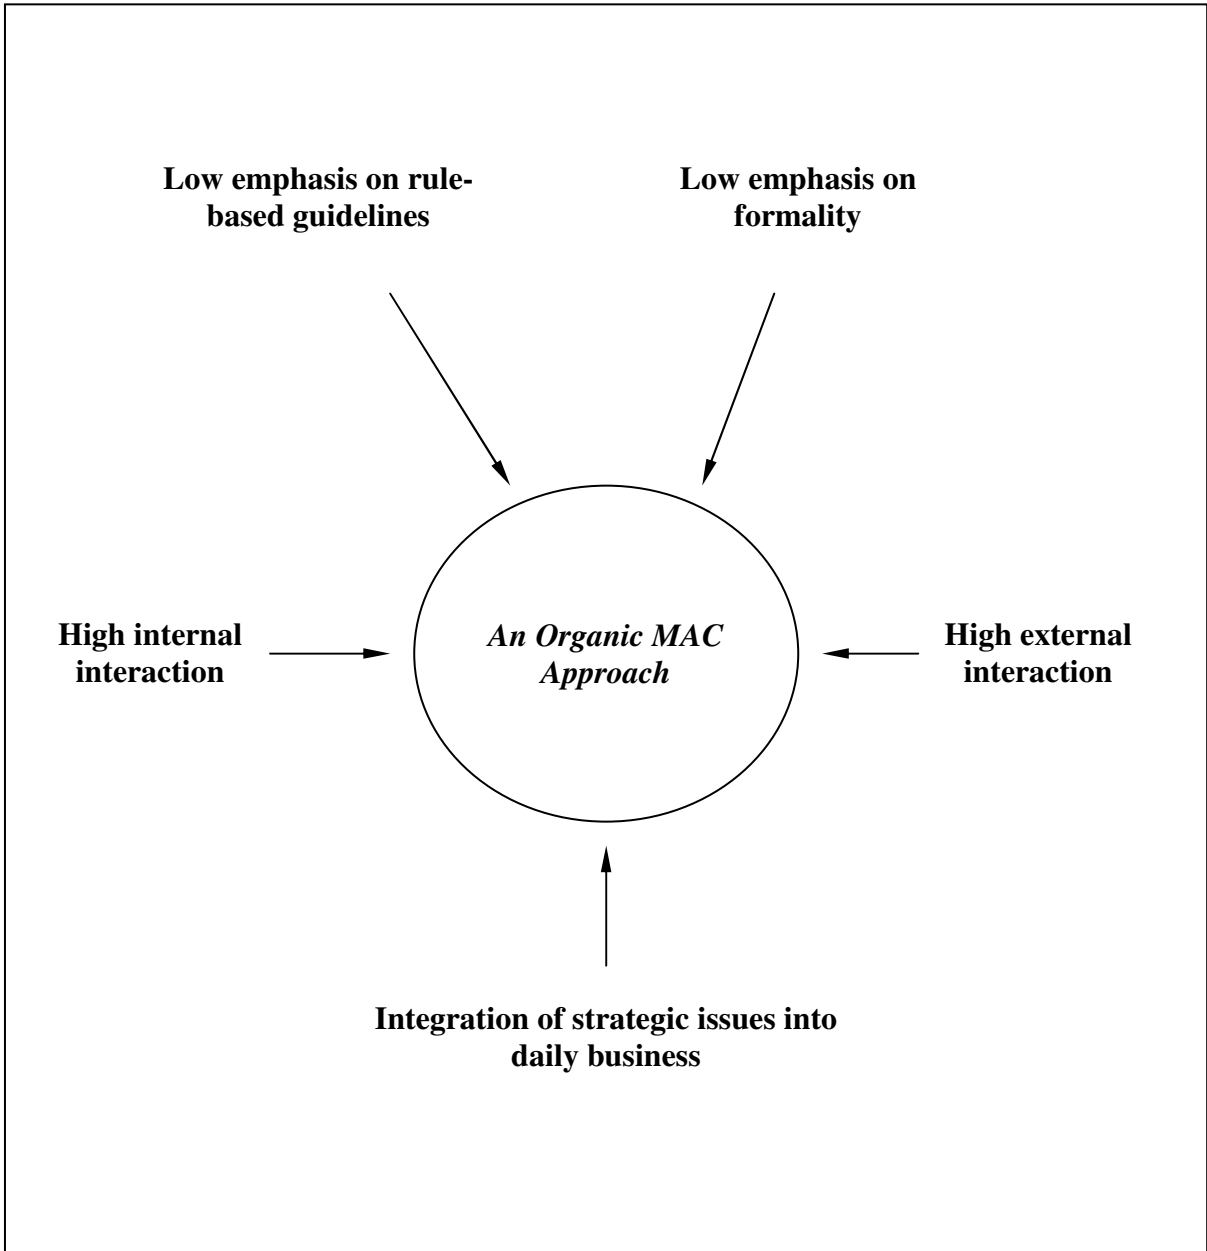 Low emphasis on rule-
based guidelines
Low emphasis on
formality
High internal
interaction
An Organic MAC
Approach
High external
interaction
Integration of strategic issues into
daily business